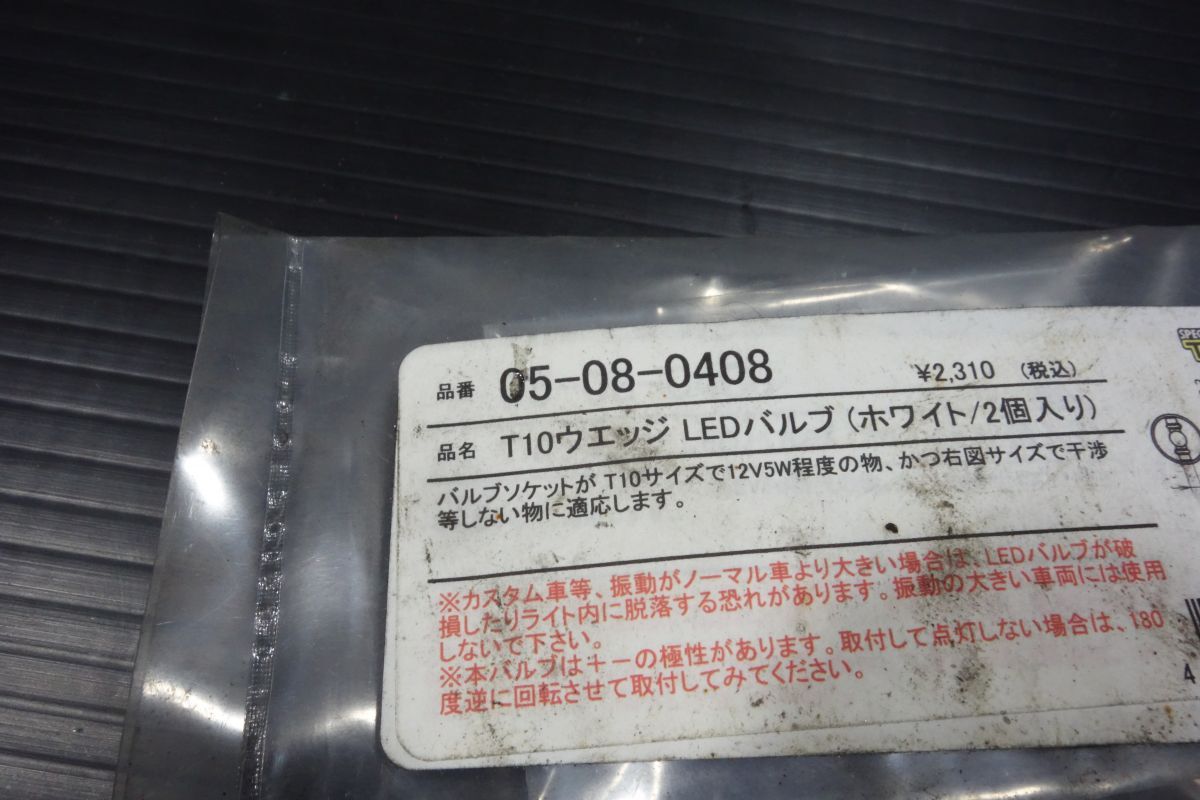 品番 05-08-0408 ¥2,310 (税込)
品名 T10ウエッジ LEDバルブ (ホワイト/2個入り)
バルブソケットが T10サイズで12V5W程度の物、かつ右図サイズで干渉
等しない物に適応します。
※カスタム車等、振動がノーマル車より大きい場合は、LEDバルブが破
損したりライト内に脱落する恐れがあります。振動の大きい車両には使用
しないで下さい。
※本バルブは+-の極性があります。取付して点灯しない場合は、180
度逆に回転させて取付してみてください。
4